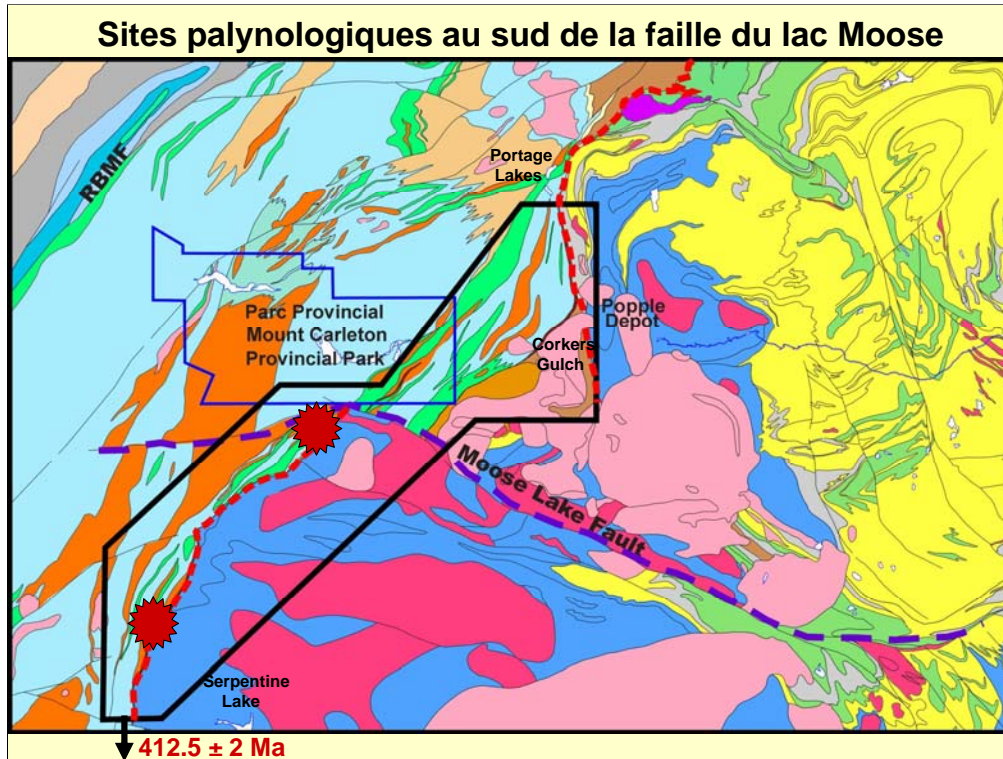 Sites palynologiques au sud de la faille du lac Moose
RBMF
Portage
Lakes
Parc Provincial
Mount Carleton
Provincial Park
Popple
Depot
Corkers
Gulch
Moose Lake Fault
Serpentine
Lake
412.5 ± 2 Ma